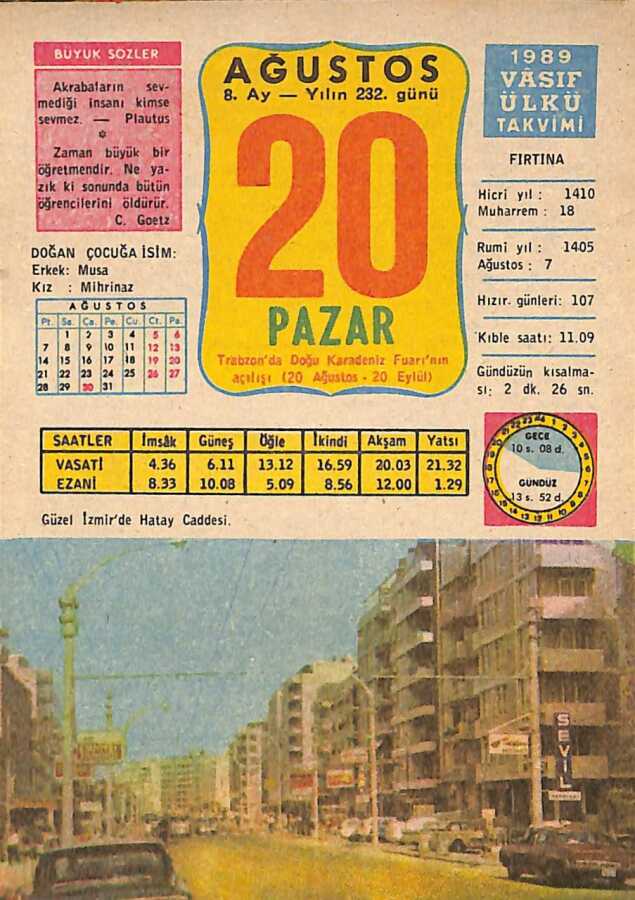 BÜYÜK SÖZLER
Akrabaların sev-
mediği insanı kimse
sevmez. — Plautus
Zaman büyük bir
öğretmendir. Ne ya-
zık ki sonunda bütün
öğrencilerini öldürür.
C. Goetz
DOĞAN ÇOCUĞA İSİM:
Erkek: Musa
Kız : Mihrinaz
AĞUSTOS
Pt. Sa. Ça. Pe. Cu. Ct. Pa.
1 2 3 4 5 6
7 8 9 10 11 12 13
14 15 16 17 18 19 20
21 22 23 24 25 26 27
28 29 30 31
AĞUSTOS
8. Ay — Yılın 232. günü
20
PAZAR
Trabzon'da Doğu Karadeniz Fuarı'nın
açılışı (20 Ağustos - 20 Eylül)
1989
VÂSIF
ÜLKÜ
TAKVİMİ
FIRTINA
Hicri yıl : 1410
Muharrem : 18
Rumi yıl : 1405
Ağustos : 7
Hızır günleri: 107
Kıble saati: 11.09
Gündüzün kısalma-
sı: 2 dk. 26 sn.
SAATLER İmsâk Güneş Öğle İkindi Akşam Yatsı
VASATİ 4.36 6.11 13.12 16.59 20.03 21.32
EZANİ 8.33 10.08 5.09 8.56 12.00 1.29
GECE
10 s. 08 d.
GÜNDÜZ
13 s. 52 d.
Güzel İzmir'de Hatay Caddesi.
SEVİL